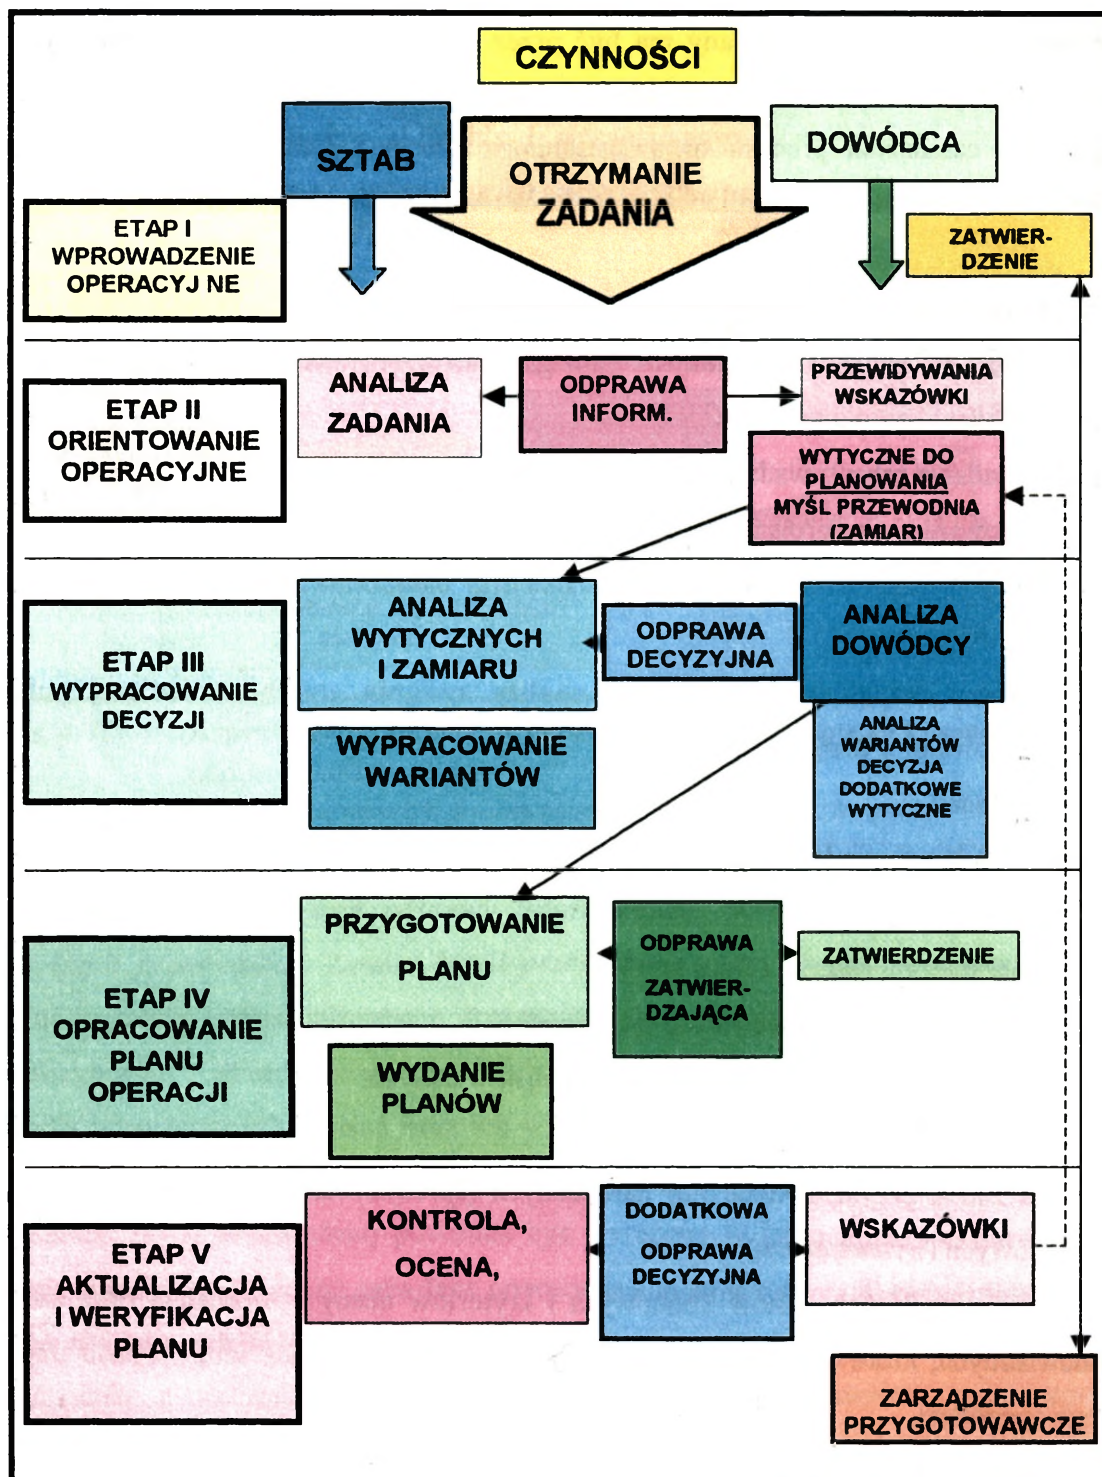 CZYNNOŚCI
SZTAB
OTRZYMANIE
ZADANIA
DOWÓDCA
ETAP I
WPROWADZENIE
OPERACYJ NE
ZATWIER-
DZENIE
ETAP II
ORIENTOWANIE
OPERACYJNE
ANALIZA
ZADANIA
ODPRAWA
INFORM.
PRZEWIDYWANIA
WSKAZÓWKI
WYTYCZNE DO
PLANOWANIA
MYŚL PRZEWODNIA
(ZAMIAR)
ETAP III
WYPRACOWANIE
DECYZJI
ANALIZA
WYTYCZNYCH
I ZAMIARU
ODPRAWA
DECYZYJNA
ANALIZA
DOWÓDCY
WYPRACOWANIE
WARIANTÓW
ANALIZA
WARIANTÓW
DECYZJA
DODATKOWE
WYTYCZNE
ETAP IV
OPRACOWANIE
PLANU
OPERACJI
PRZYGOTOWANIE
PLANU
ODPRAWA
ZATWIER-
DZAJĄCA
ZATWIERDZENIE
WYDANIE
PLANÓW
ETAP V
AKTUALIZACJA
I WERYFIKACJA
PLANU
KONTROLA,
OCENA,
DODATKOWA
ODPRAWA
DECYZYJNA
WSKAZÓWKI
ZARZĄDZENIE
PRZYGOTOWAWCZE